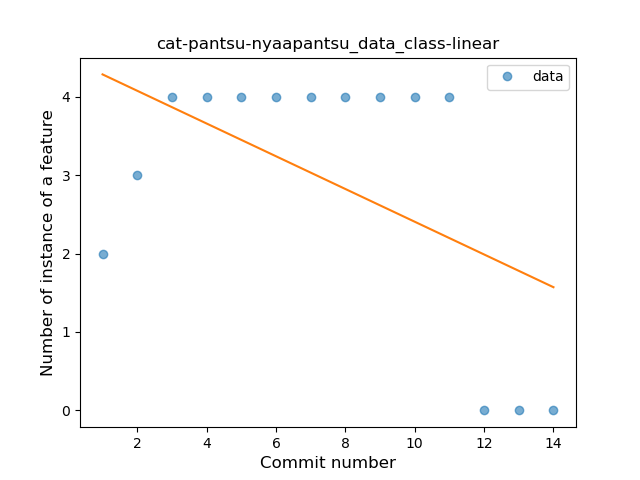 cat-pantsu-nyaapantsu_data_class-linear
data
Number of instance of a feature
4
3
2
1
0
2 4 6 8 10 12 14
Commit number